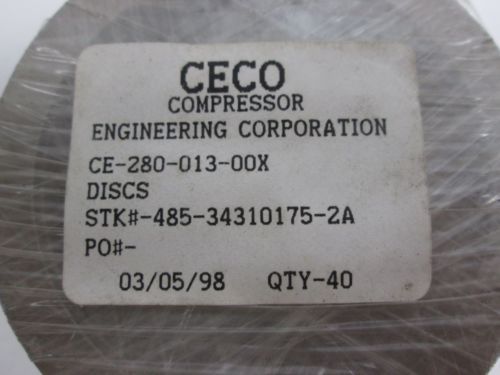 CECO
COMPRESSOR
ENGINEERING CORPORATION
CE-280-013-00X
DISCS
STK#-485-34310175-2A
PO#-
03/05/98 QTY-40